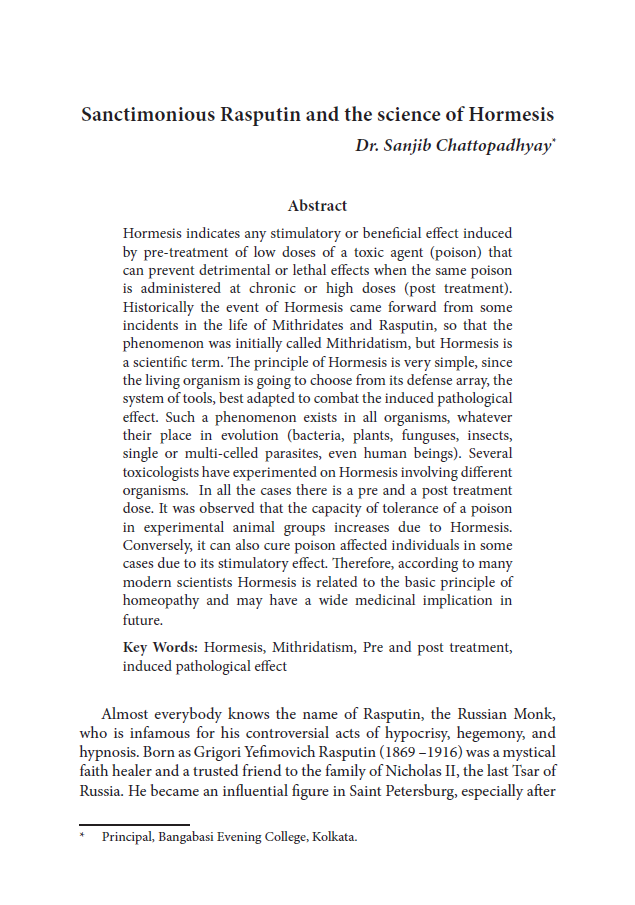 Sanctimonious Rasputin and the science of Hormesis
Dr. Sanjib Chattopadhyay*
Abstract
Hormesis indicates any stimulatory or beneficial effect induced
by pre-treatment of low doses of a toxic agent (poison) that
can prevent detrimental or lethal effects when the same poison
is administered at chronic or high doses (post treatment).
Historically the event of Hormesis came forward from some
incidents in the life of Mithridates and Rasputin, so that the
phenomenon was initially called Mithridatism, but Hormesis is
a scientific term. The principle of Hormesis is very simple, since
the living organism is going to choose from its defense array, the
system of tools, best adapted to combat the induced pathological
effect. Such a phenomenon exists in all organisms, whatever
their place in evolution (bacteria, plants, funguses, insects,
single or multi-celled parasites, even human beings). Several
toxicologists have experimented on Hormesis involving different
organisms.  In all the cases there is a pre and a post treatment
dose. It was observed that the capacity of tolerance of a poison
in experimental animal groups increases due to Hormesis.
Conversely, it can also cure poison affected individuals in some
cases due to its stimulatory effect. Therefore, according to many
modern scientists Hormesis is related to the basic principle of
homeopathy and may have a wide medicinal implication in
future.
Key Words: Hormesis, Mithridatism, Pre and post treatment,
induced pathological effect
Almost everybody knows the name of Rasputin, the Russian Monk,
who is infamous for his controversial acts of hypocrisy, hegemony, and
hypnosis. Born as Grigori Yefimovich Rasputin (1869 –1916) was a mystical
faith healer and a trusted friend to the family of Nicholas II, the last Tsar of
Russia. He became an influential figure in Saint Petersburg, especially after
* Principal, Bangabasi Evening College, Kolkata.